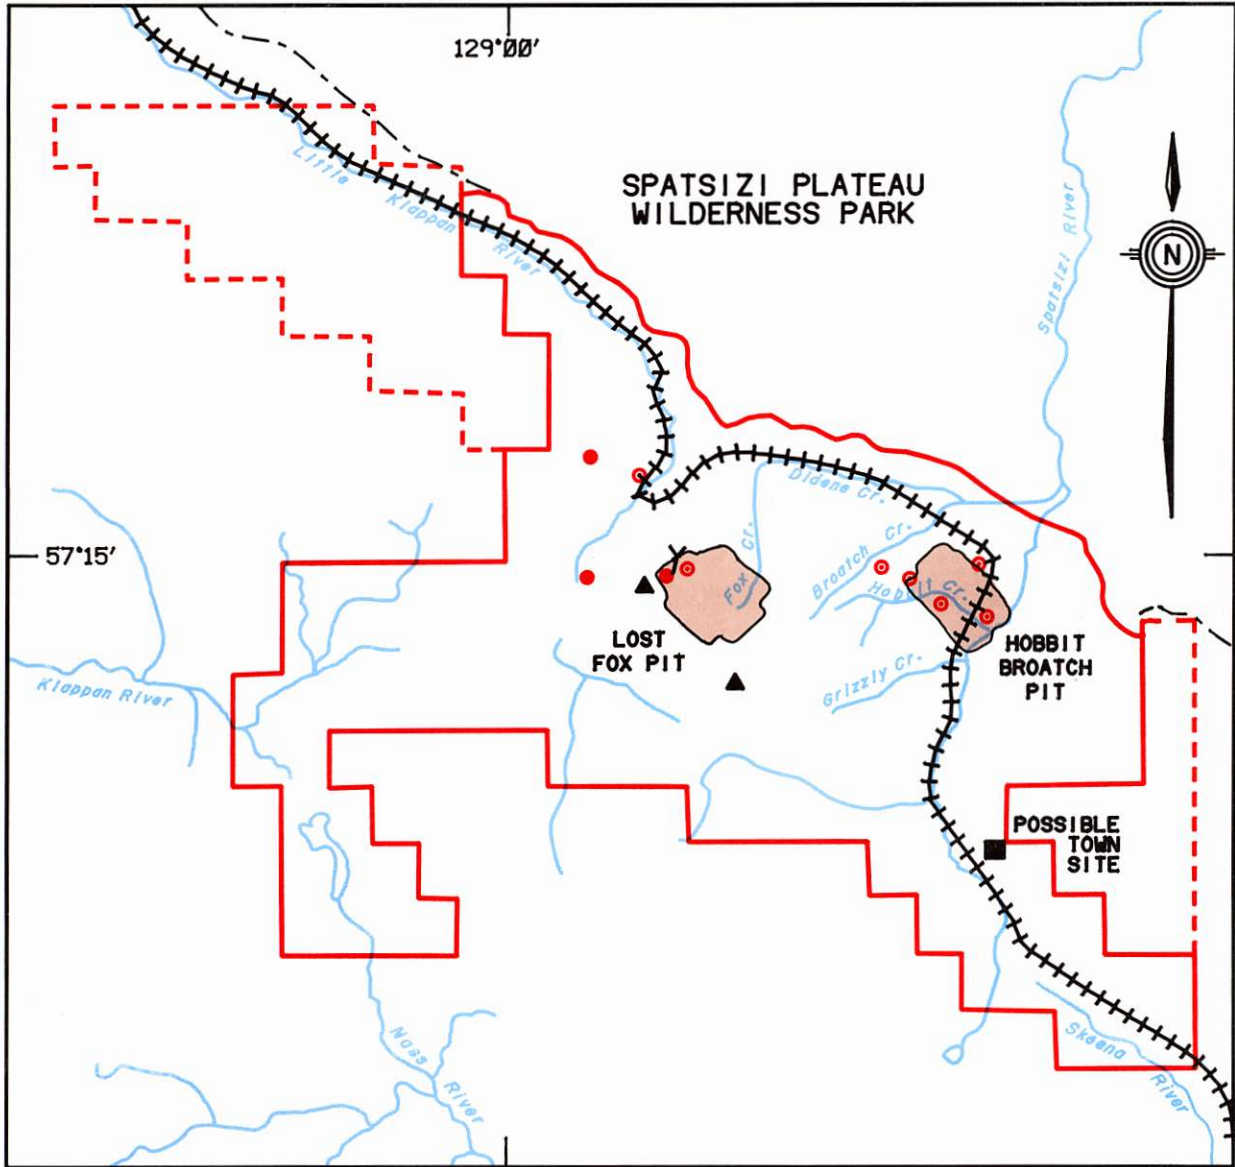 129°00'
SPATSIZI PLATEAU
WILDERNESS PARK
N
Little Klappan River
Spatsizi River
Didene Cr.
57°15'
Fox Cr.
Broatch Cr.
Hobbit Cr.
LOST
FOX PIT
HOBBIT
BROATCH
PIT
Grizzly Cr.
Klappan River
POSSIBLE
TOWN
SITE
Nass River
Skeena River